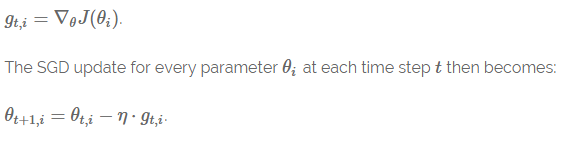 g_{t,i} = ∇_θ J(θ_i).
The SGD update for every parameter θ_i at each time step t then becomes:
θ_{t+1,i} = θ_{t,i} − η · g_{t,i}.